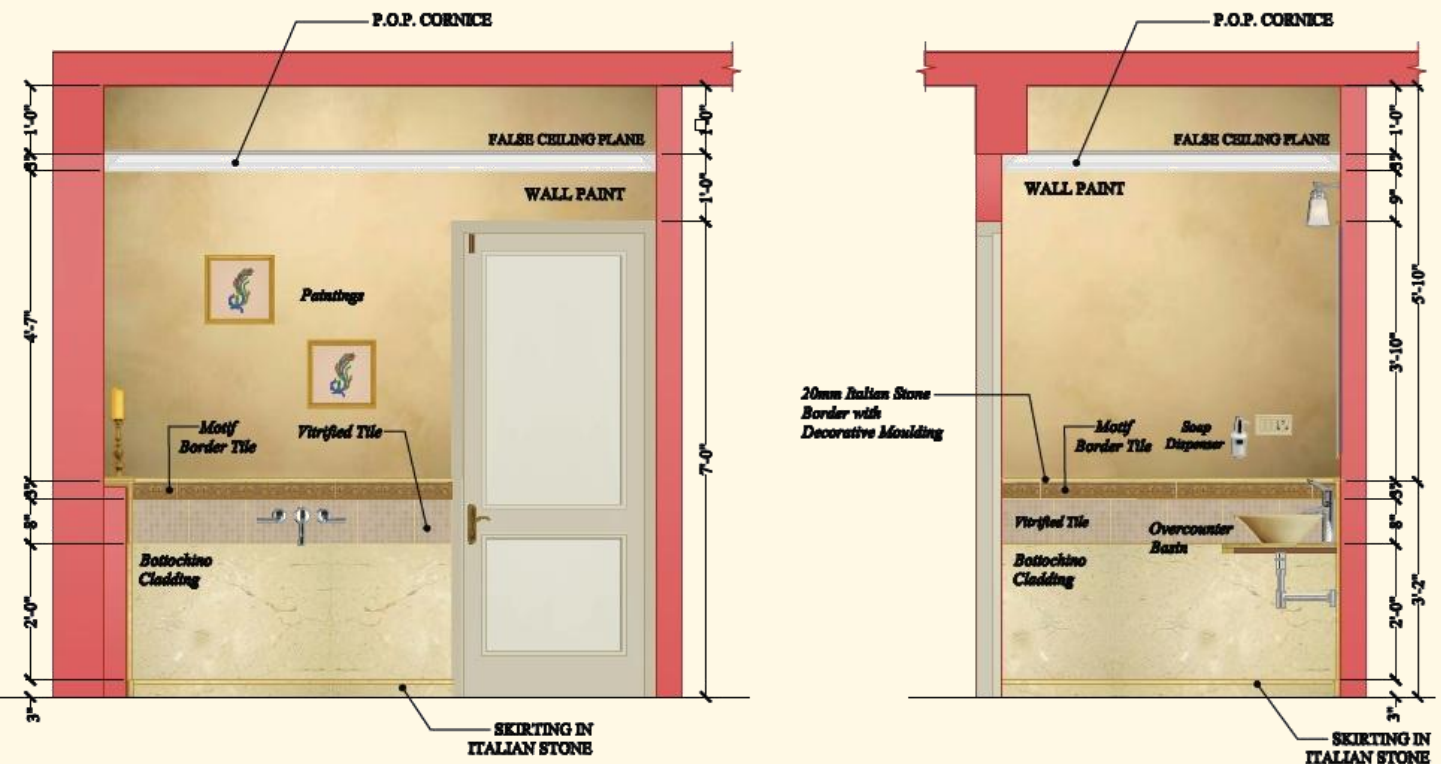 P.O.P. CORNICE
1'-0"
3"
4'-7"
3"
8"
2'-0"
3"
FALSE CEILING PLANE
WALL PAINT
Paintings
Motif
Border Tile
Vitrified Tile
Bottochino
Cladding
SKIRTING IN
ITALIAN STONE
1'-0"
1'-0"
7'-0"
P.O.P. CORNICE
FALSE CEILING PLANE
WALL PAINT
20mm Italian Stone
Border with
Decorative Moulding
Motif
Border Tile
Soap
Dispenser
Vitrified Tile
Overcounter
Basin
Bottochino
Cladding
SKIRTING IN
ITALIAN STONE
1'-0"
3"
9"
3'-10"
3"
8"
2'-0"
3"
5'-10"
3'-2"